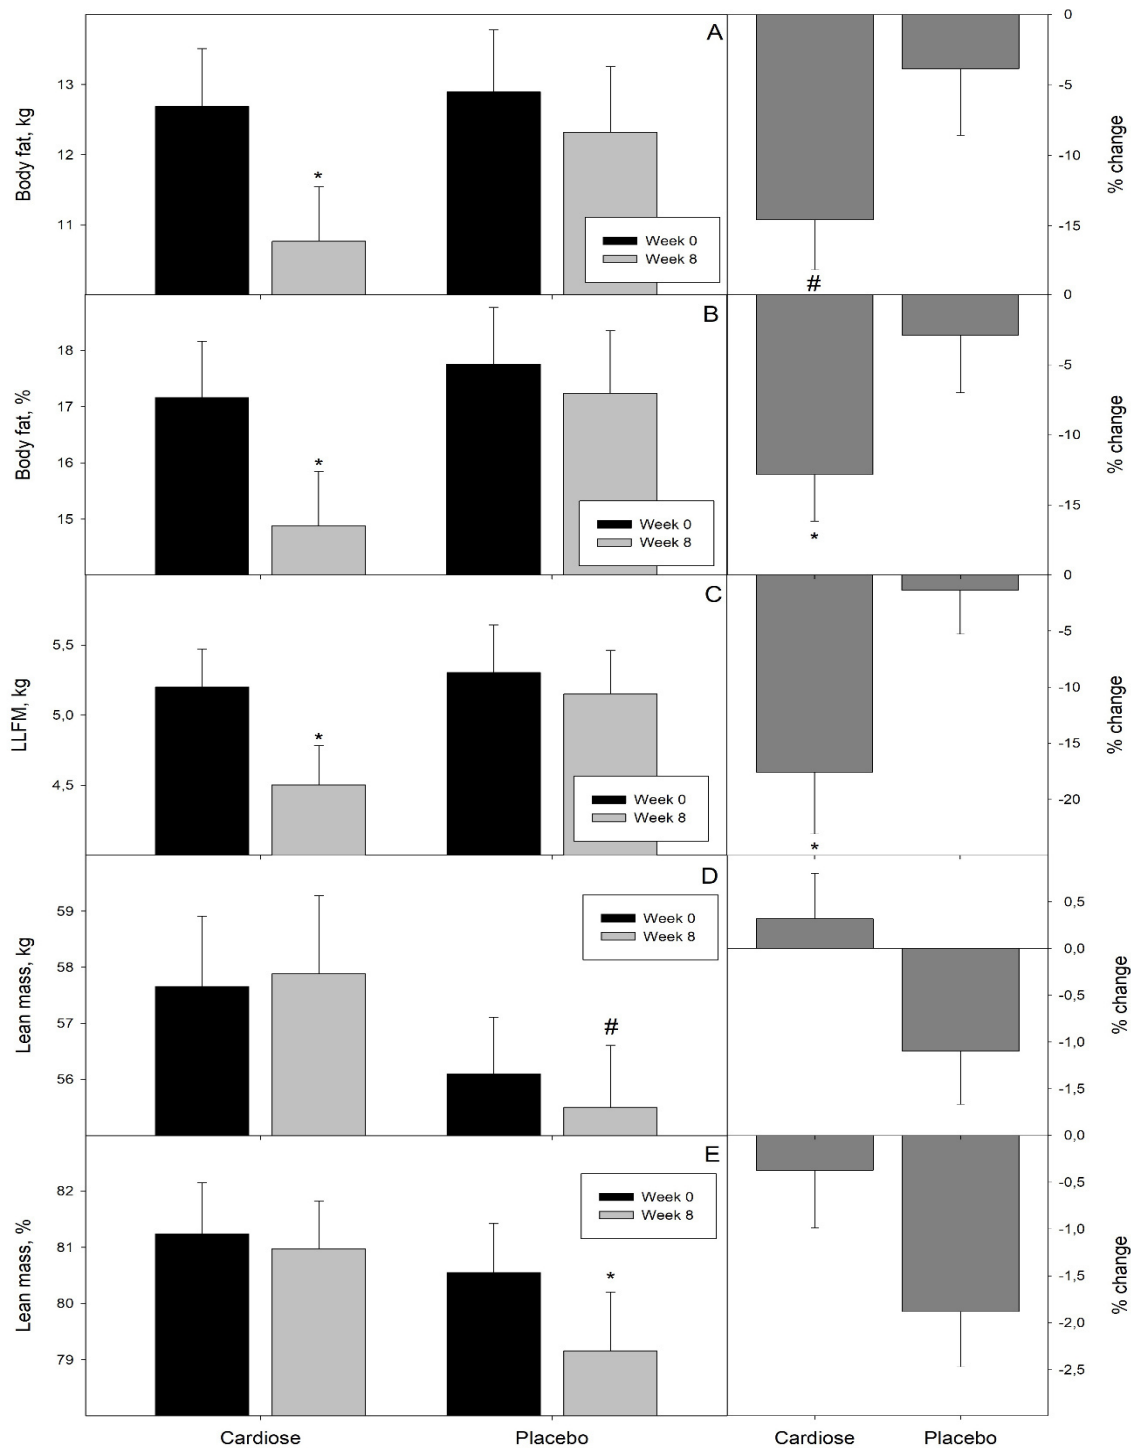 A
Body fat, kg
13
12
11
*
Week 0
Week 8
0
-5
-10
-15
% change
#
B
Body fat, %
18
17
16
15
*
Week 0
Week 8
0
-5
-10
-15
% change
*
C
LLFM, kg
5,5
5,0
4,5
*
Week 0
Week 8
0
-5
-10
-15
-20
% change
*
D
Lean mass, kg
59
58
57
56
#
Week 0
Week 8
0,5
0,0
-0,5
-1,0
-1,5
% change
E
Lean mass, %
82
81
80
79
*
Week 0
Week 8
0,0
-0,5
-1,0
-1,5
-2,0
-2,5
% change
Cardiose Placebo Cardiose Placebo